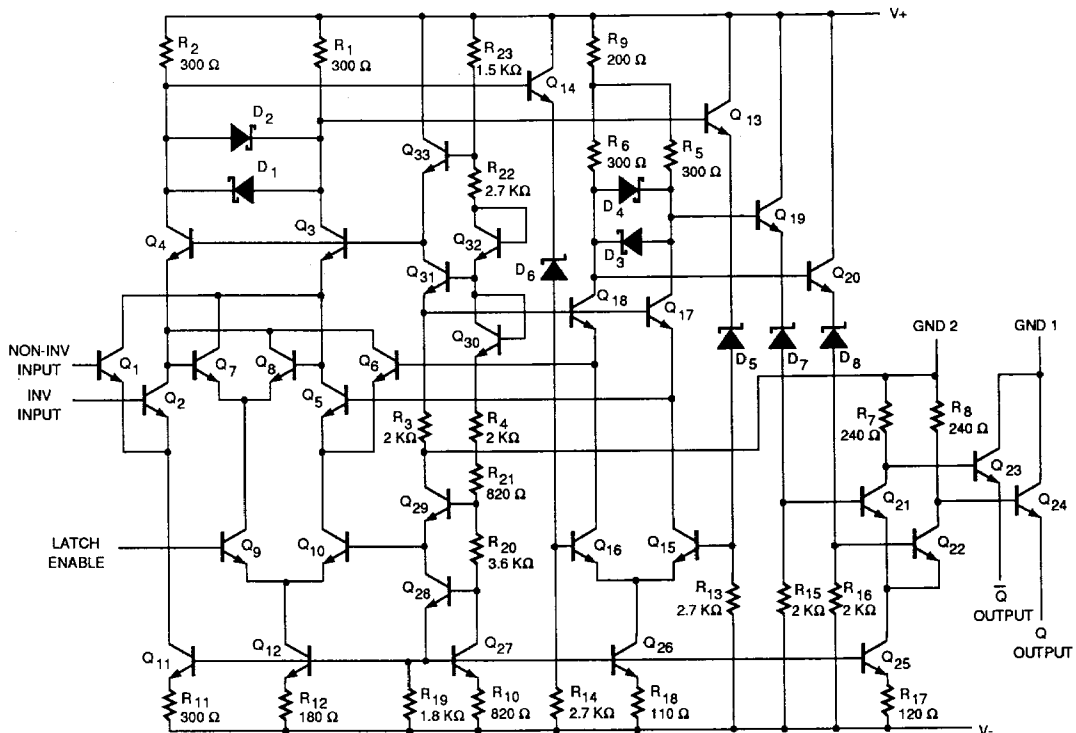 V+
R2
300 Ω
R1
300 Ω
R23
1.5 KΩ
Q14
R9
200 Ω
Q13
D2
D1
Q33
R22
2.7 KΩ
R6
300 Ω
R5
300 Ω
D4
D3
Q19
Q4
Q3
Q32
Q31
D6
Q20
Q18
Q17
Q30
NON-INV
INPUT
Q1
Q7
Q8
Q6
D5
D7
D8
GND 2
GND 1
INV
INPUT
Q2
Q5
R3
2 KΩ
R4
2 KΩ
R7
240 Ω
R8
240 Ω
R21
820 Ω
Q23
Q29
Q21
Q24
LATCH
ENABLE
Q9
Q10
R20
3.6 KΩ
Q16
Q15
Q22
Q28
R13
2.7 KΩ
R15
2 KΩ
R16
2 KΩ
Q̅
OUTPUT
Q
OUTPUT
Q11
Q12
Q27
Q26
Q25
R11
300 Ω
R12
180 Ω
R19
1.8 KΩ
R10
820 Ω
R14
2.7 KΩ
R18
110 Ω
R17
120 Ω
V-